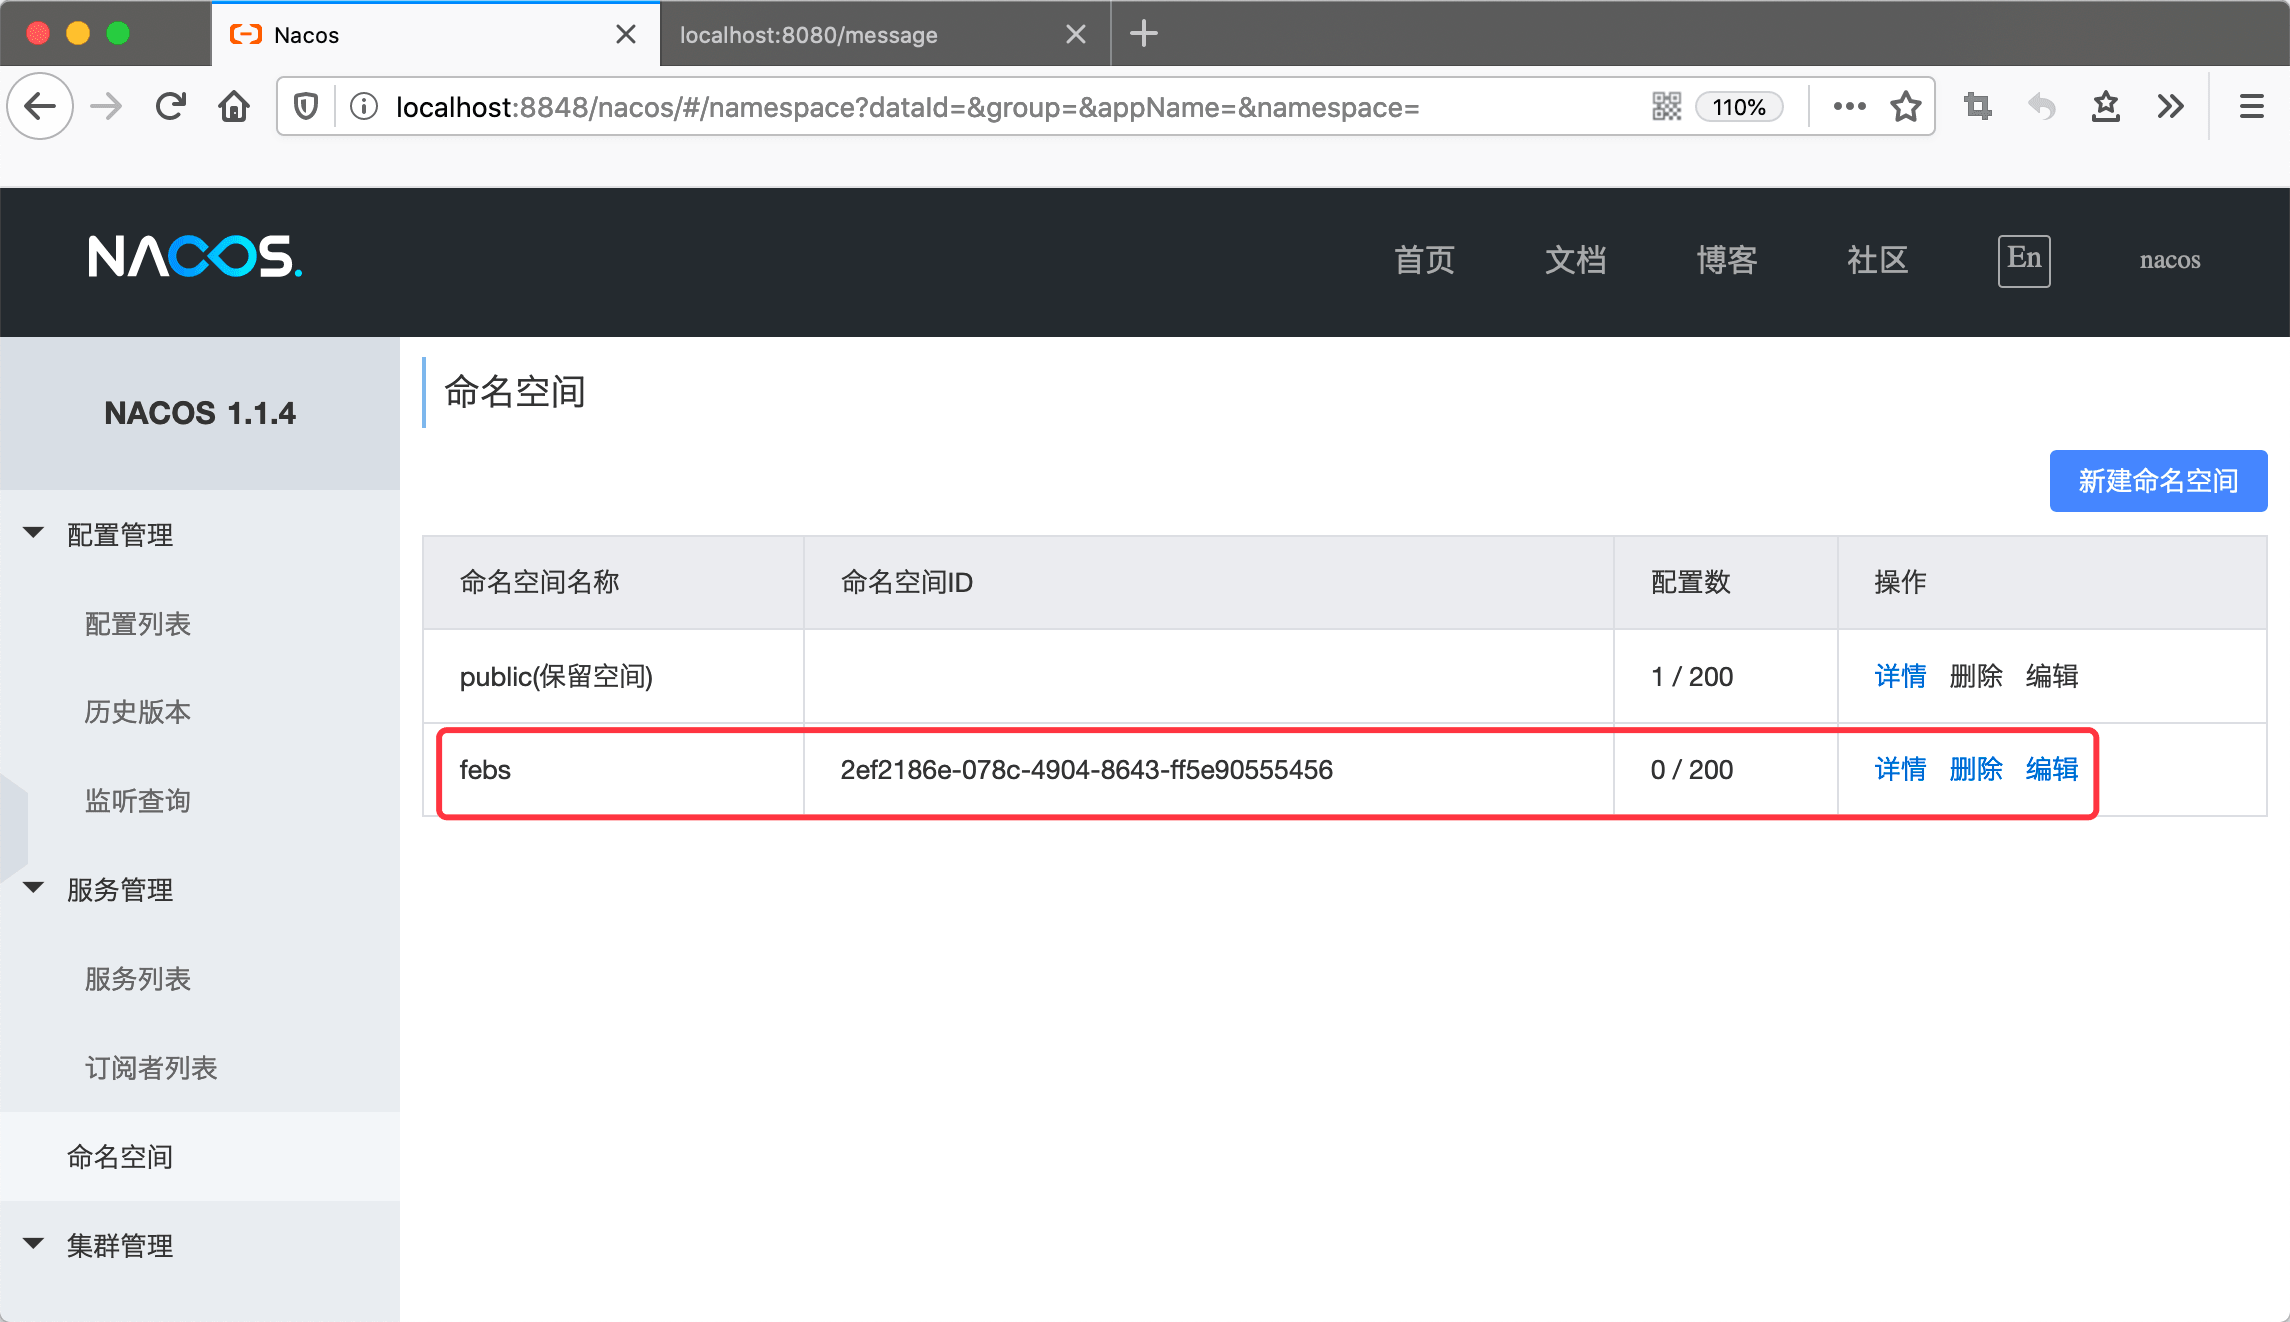 Nacos
localhost:8080/message
localhost:8848/nacos/#/namespace?dataId=&group=&appName=&namespace=
110%
NACOS.
首页
文档
博客
社区
En
nacos
NACOS 1.1.4
配置管理
配置列表
历史版本
监听查询
服务管理
服务列表
订阅者列表
命名空间
集群管理
命名空间
新建命名空间
命名空间名称 命名空间ID 配置数 操作
public(保留空间) 1 / 200 详情 删除 编辑
febs 2ef2186e-078c-4904-8643-ff5e90555456 0 / 200 详情 删除 编辑